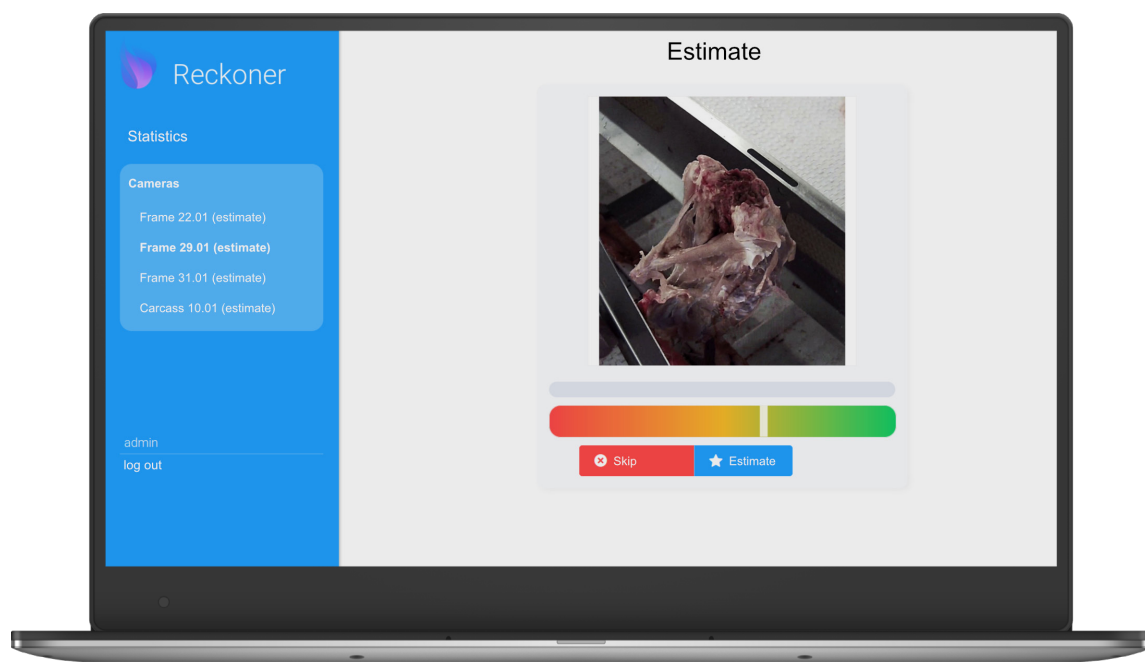 Reckoner
Statistics
Cameras
Frame 22.01 (estimate)
Frame 29.01 (estimate)
Frame 31.01 (estimate)
Carcass 10.01 (estimate)
admin
log out
Estimate
Skip
Estimate